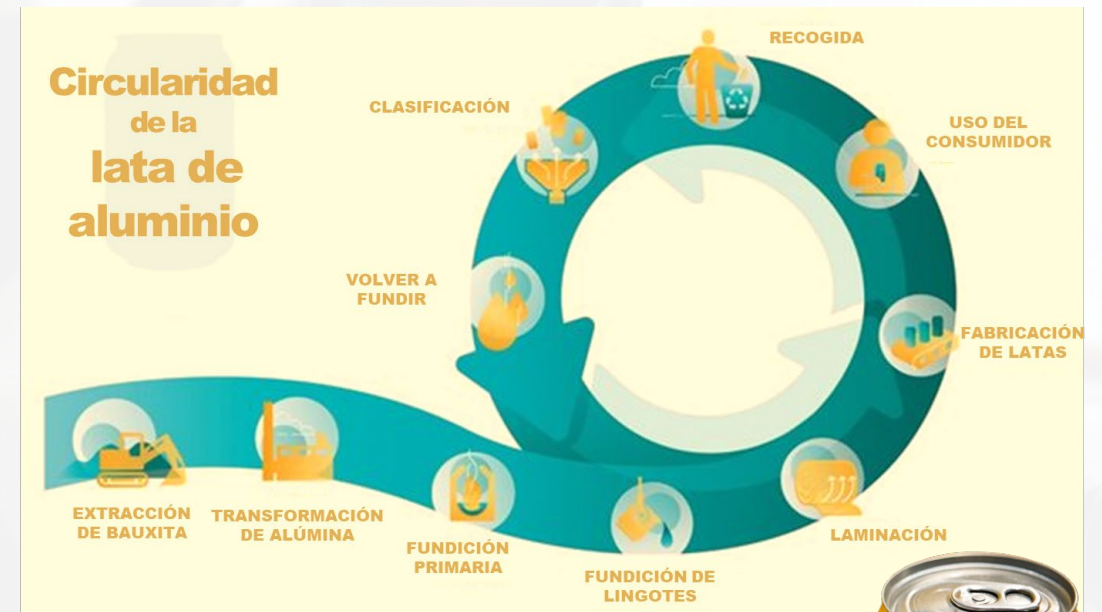 Circularidad
de la
lata de
aluminio
RECOGIDA
CLASIFICACIÓN
USO DEL
CONSUMIDOR
VOLVER A
FUNDIR
FABRICACIÓN
DE LATAS
EXTRACCIÓN
DE BAUXITA
TRANSFORMACIÓN
DE ALÚMINA
FUNDICIÓN
PRIMARIA
FUNDICIÓN DE
LINGOTES
LAMINACIÓN